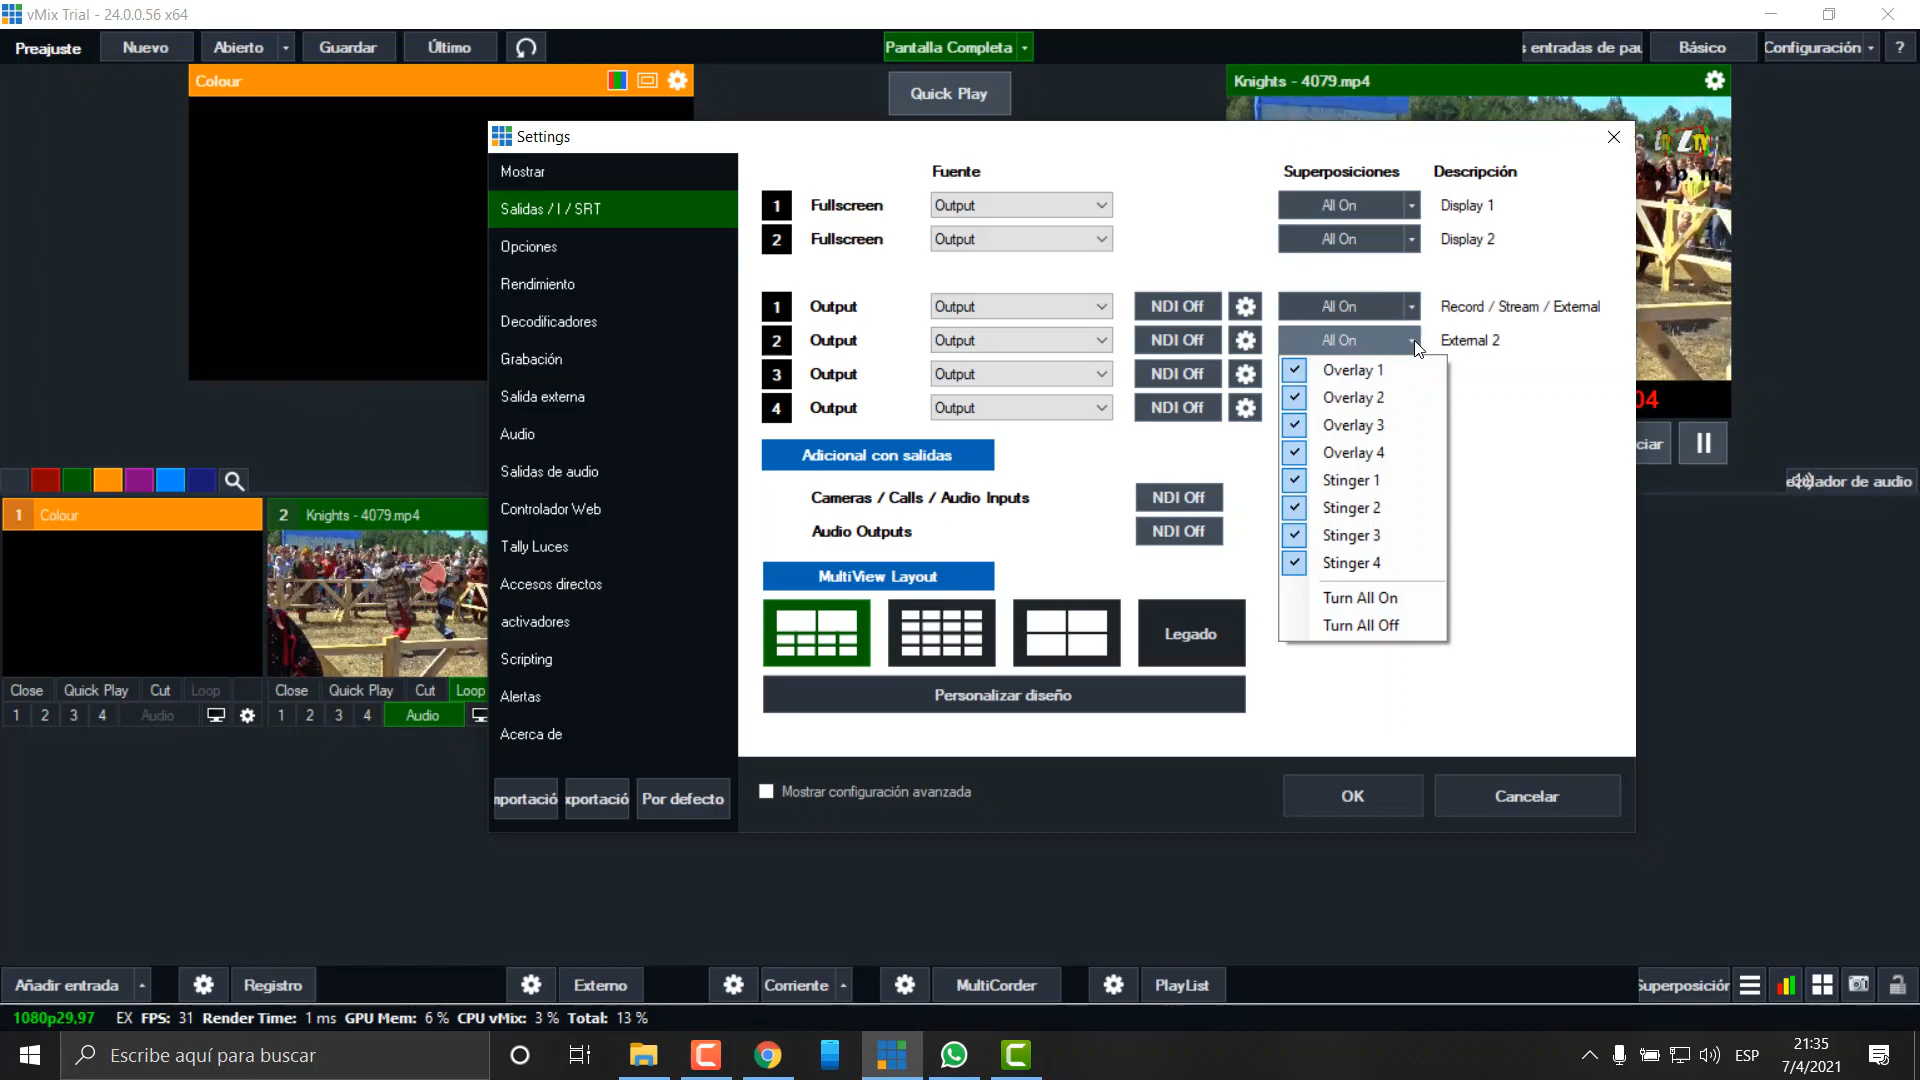 vMix Trial - 24.0.0.56 x64
Preajuste Nuevo Abierto Guardar Último Pantalla Completa s entradas de pau Básico Configuración ?
Colour Quick Play Knights - 4079.mp4
Settings
Mostrar
Salidas / I / SRT
Opciones
Rendimiento
Decodificadores
Grabación
Salida externa
Audio
Salidas de audio
Controlador Web
Tally Luces
Accesos directos
activadores
Scripting
Alertas
Acerca de
Por defecto
Fuente Superposiciones Descripción
1 Fullscreen Output All On Display 1
2 Fullscreen Output All On Display 2
1 Output Output NDI Off All On Record / Stream / External
2 Output Output NDI Off All On External 2
3 Output Output NDI Off
4 Output Output NDI Off
Overlay 1
Overlay 2
Overlay 3
Overlay 4
Stinger 1
Stinger 2
Stinger 3
Stinger 4
Turn All On
Turn All Off
Adicional con salidas
Cameras / Calls / Audio Inputs NDI Off
Audio Outputs NDI Off
MultiView Layout
Legado
Personalizar diseño
Mostrar configuración avanzada OK Cancelar
p. m.
04
ciar
ador de audio
1 Colour 2 Knights - 4079.mp4
Close Quick Play Cut Loop Close Quick Play Cut Loop
1 2 3 4 Audio 1 2 3 4 Audio
Añadir entrada Registro Externo Corriente MultiCorder PlayList Superposición
1080p29,97 EX FPS: 31 Render Time: 1 ms GPU Mem: 6 % CPU vMix: 3 % Total: 13 %
Escribe aquí para buscar ESP 21:35
7/4/2021